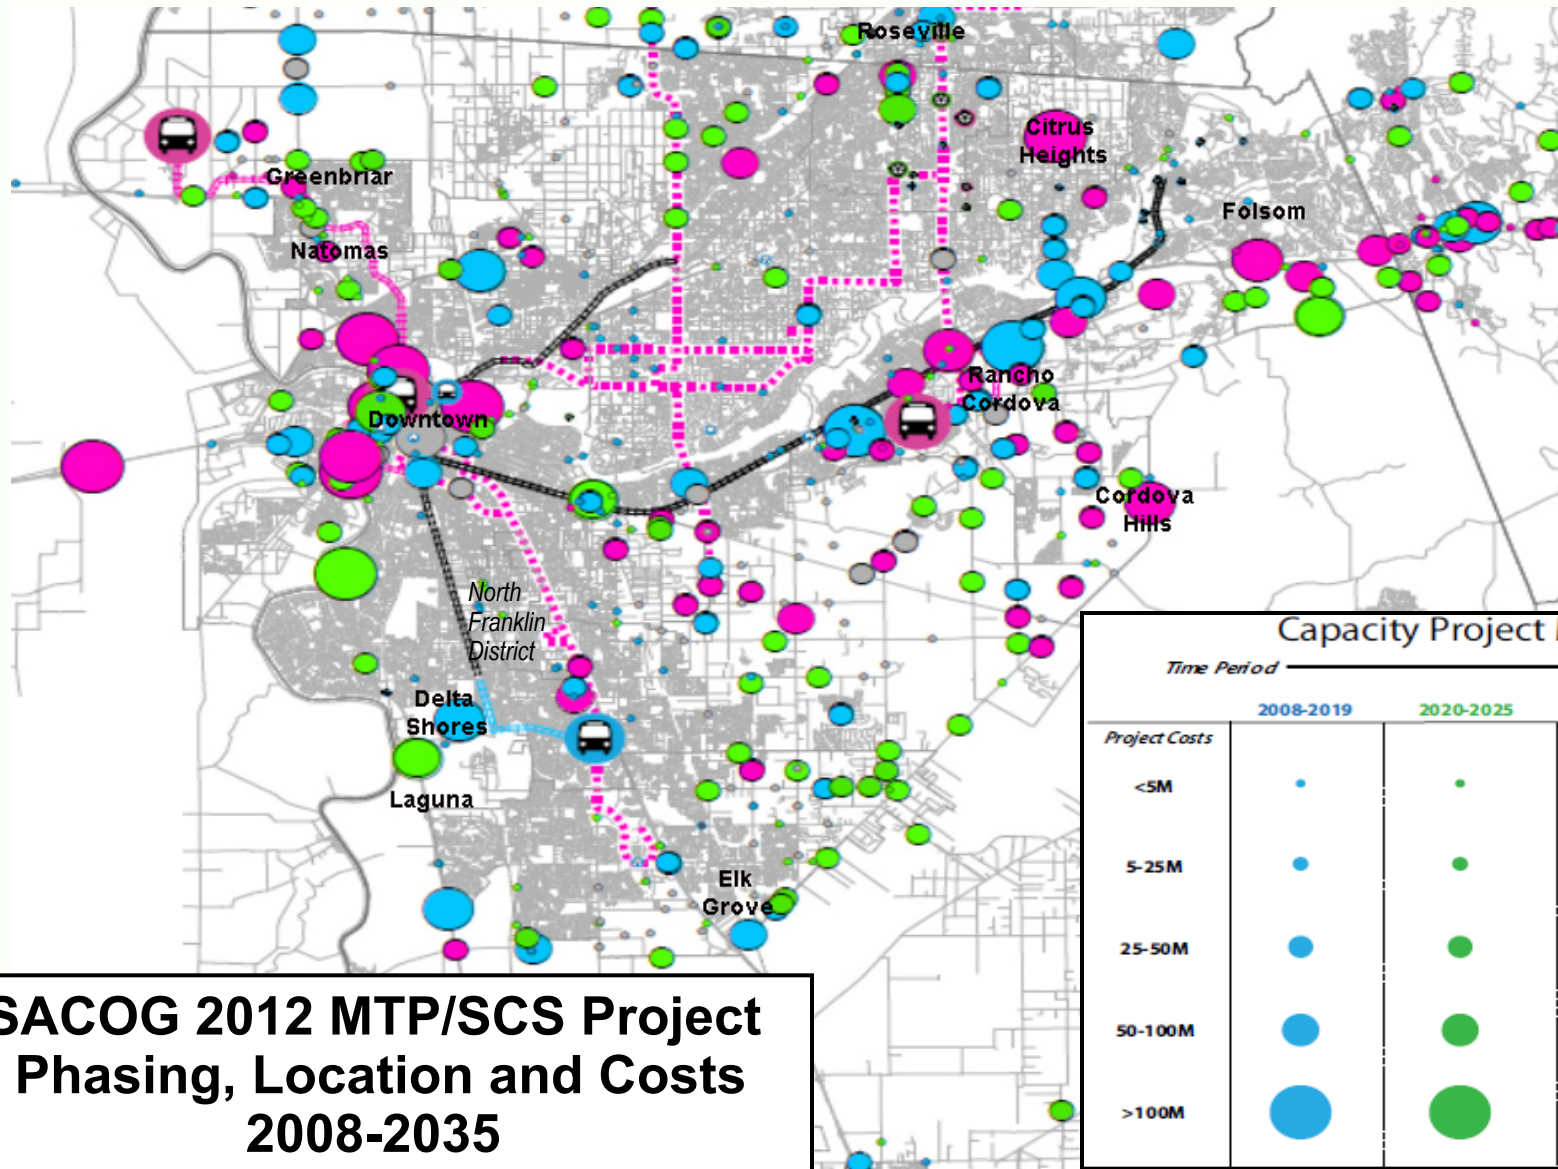 Roseville
Citrus
Heights
Greenbriar
Folsom
Natomas
Rancho
Cordova
Downtown
Cordova
Hills
North
Franklin
District
Delta
Shores
Laguna
Elk
Grove
Capacity Project
Time Period
2008-2019
2020-2025
Project Costs
<5M
5-25M
25-50M
50-100M
>100M
SACOG 2012 MTP/SCS Project
Phasing, Location and Costs
2008-2035